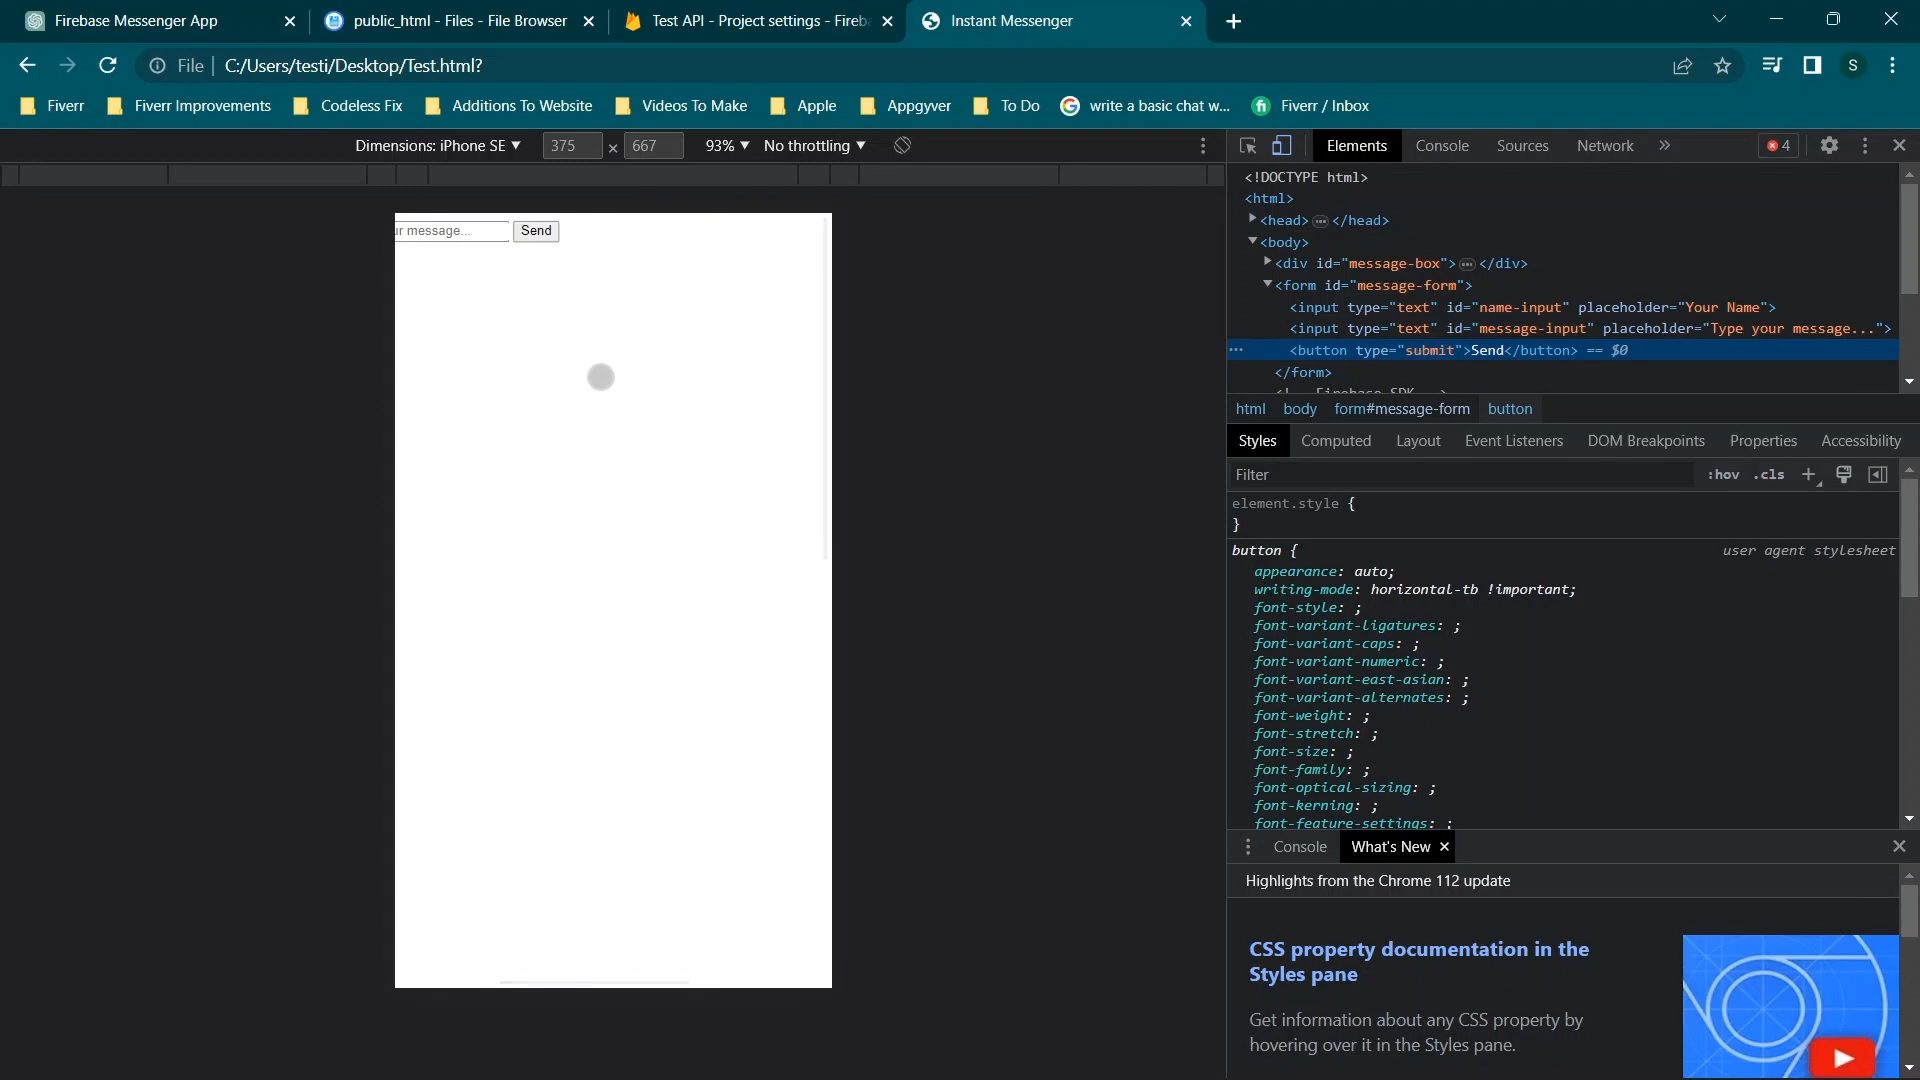 Firebase Messenger App
public_html - Files - File Browser
Test API - Project settings - Fireb
Instant Messenger
File
C:/Users/testi/Desktop/Test.html?
S
Fiverr
Fiverr Improvements
Codeless Fix
Additions To Website
Videos To Make
Apple
Appgyver
To Do
write a basic chat w...
Fiverr / Inbox
Dimensions: iPhone SE ▼
375
×
667
93% ▼
No throttling ▼
Elements
Console
Sources
Network
»
4
ur message...
Send
<!DOCTYPE html>
<html>
<head> ••• </head>
<body>
<div id="message-box"> ••• </div>
<form id="message-form">
<input type="text" id="name-input" placeholder="Your Name">
<input type="text" id="message-input" placeholder="Type your message...">
••• <button type="submit">Send</button> == $0
</form>
<!-- Firebase SDK -->
html body form#message-form button
Styles Computed Layout Event Listeners DOM Breakpoints Properties Accessibility
Filter
:hov .cls +
element.style {
}
button {
user agent stylesheet
appearance: auto;
writing-mode: horizontal-tb !important;
font-style: ;
font-variant-ligatures: ;
font-variant-caps: ;
font-variant-numeric: ;
font-variant-east-asian: ;
font-variant-alternates: ;
font-weight: ;
font-stretch: ;
font-size: ;
font-family: ;
font-optical-sizing: ;
font-kerning: ;
font-feature-settings: ;
Console
What's New
Highlights from the Chrome 112 update
CSS property documentation in the
Styles pane
Get information about any CSS property by
hovering over it in the Styles pane.